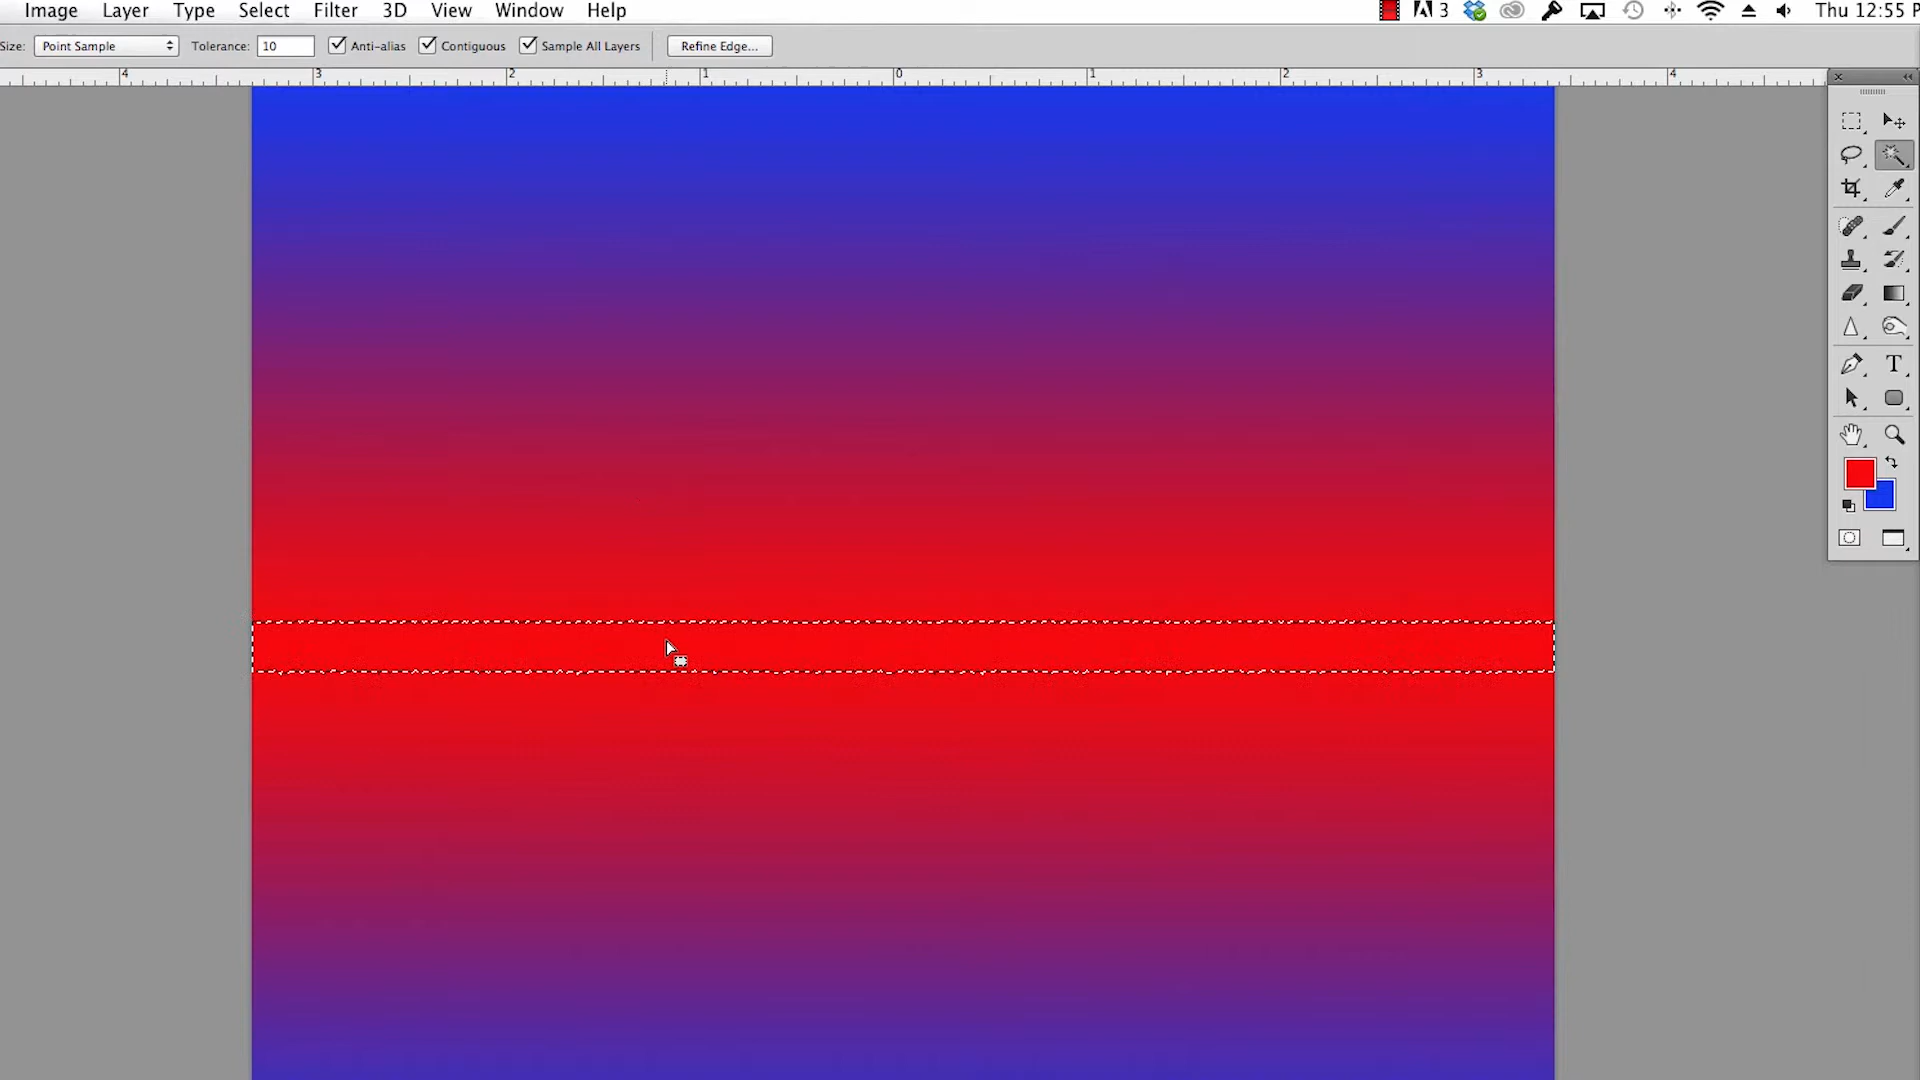 Image Layer Type Select Filter 3D View Window Help 3 Thu 12:55 P
Size: Point Sample Tolerance: 10 Anti-alias Contiguous Sample All Layers Refine Edge...
4 3 2 1 0 1 2 3 4
T